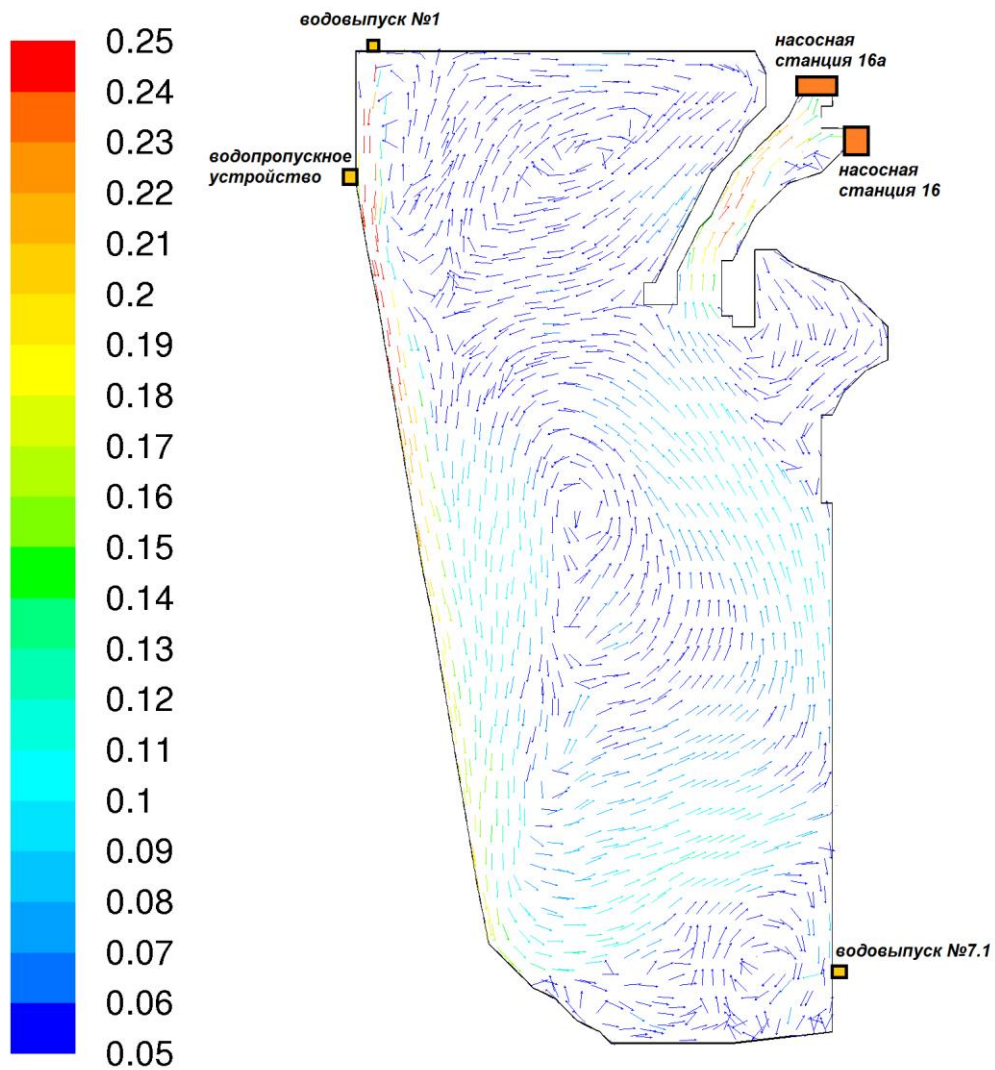 водовыпуск №1
насосная
станция 16а
водопропускное
устройство
насосная
станция 16
водовыпуск №7.1
0.25
0.24
0.23
0.22
0.21
0.2
0.19
0.18
0.17
0.16
0.15
0.14
0.13
0.12
0.11
0.1
0.09
0.08
0.07
0.06
0.05